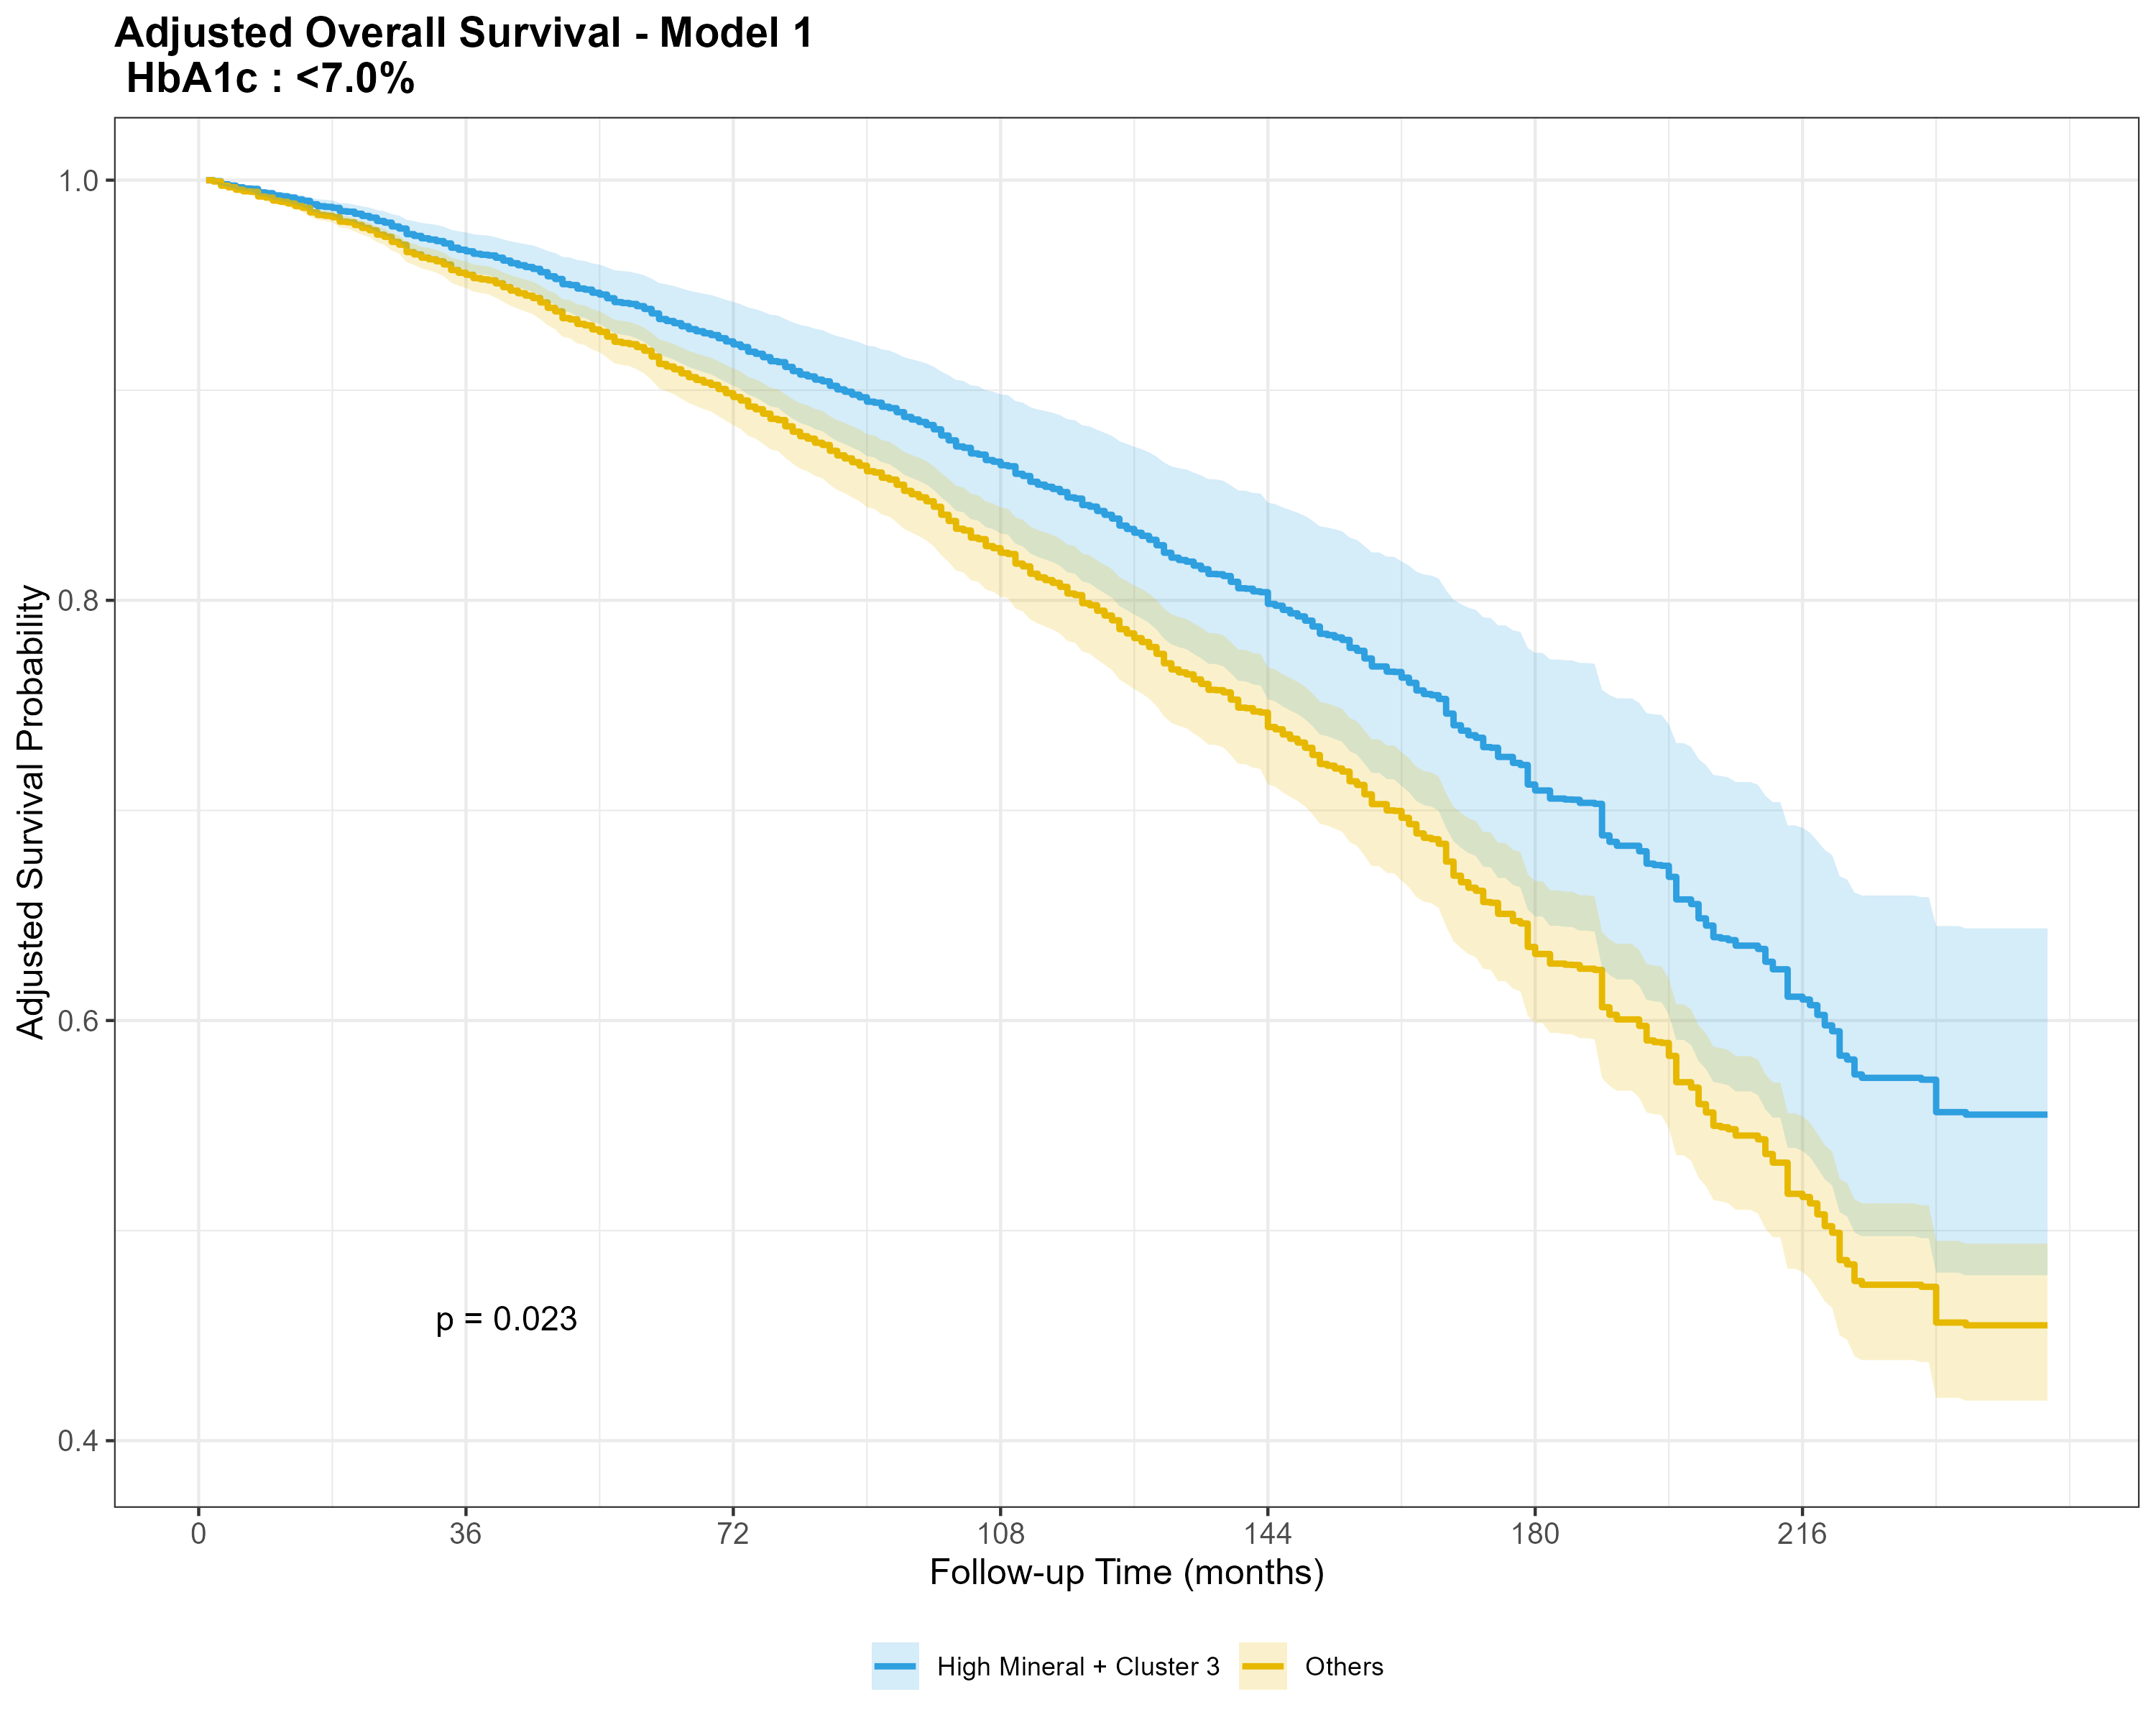 Adjusted Overall Survival - Model 1
HbA1c : <7.0%
Adjusted Survival Probability
1.0
0.8
0.6
0.4
p = 0.023
0 36 72 108 144 180 216
Follow-up Time (months)
High Mineral + Cluster 3 Others